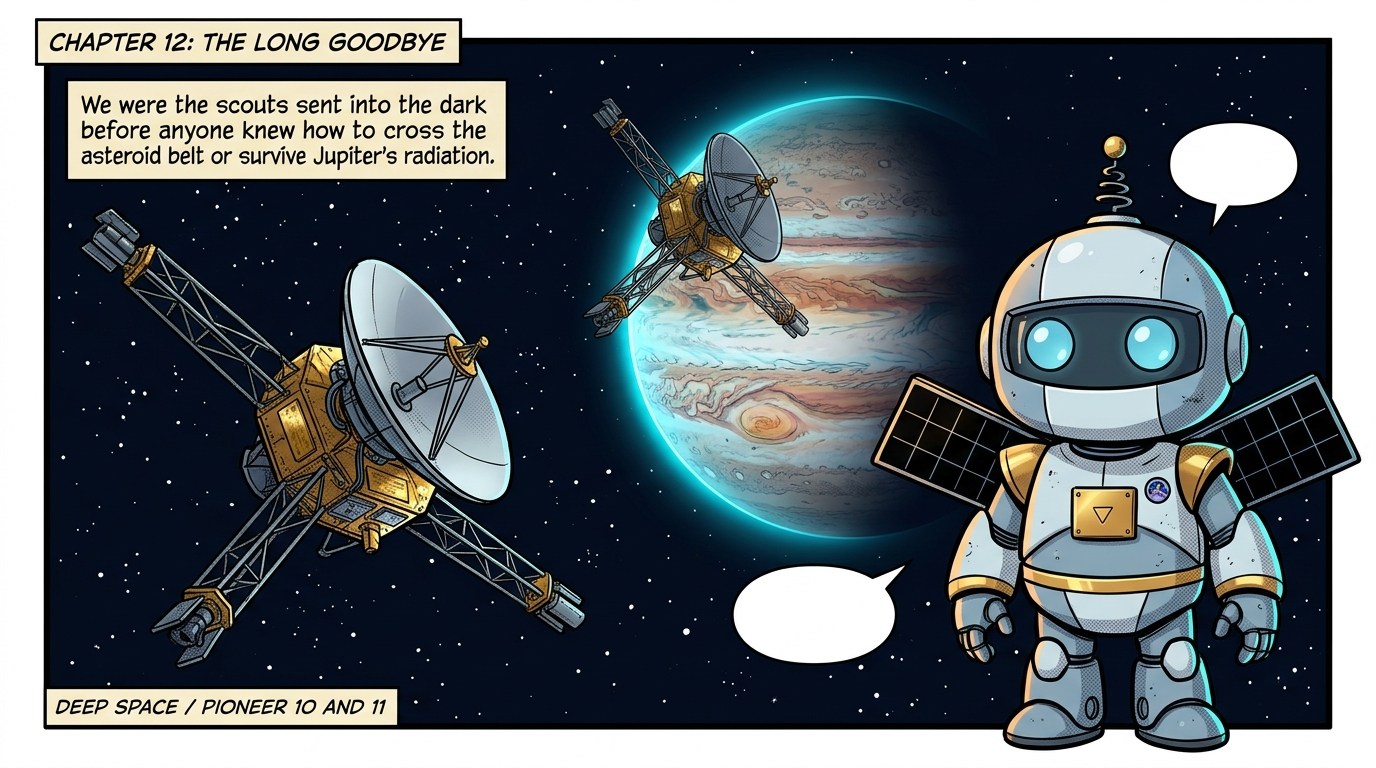 CHAPTER 12: THE LONG GOODBYE
We were the scouts sent into the dark
before anyone knew how to cross the
asteroid belt or survive Jupiter's radiation.
DEEP SPACE / PIONEER 10 AND 11